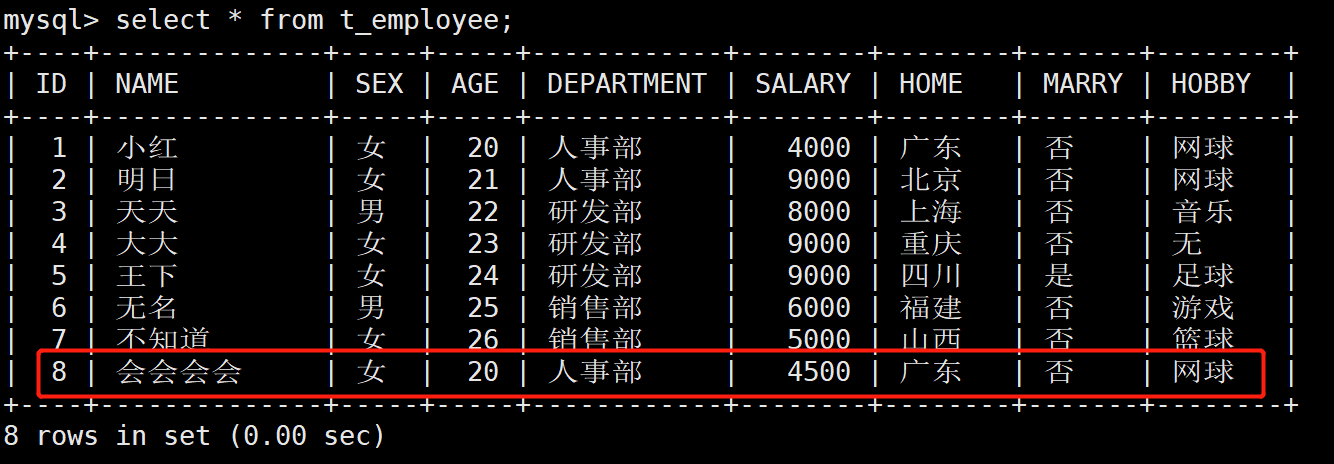 mysql> select * from t_employee;
+----+--------------+-----+-----+------------+--------+--------+-------+--------+
| ID | NAME         | SEX | AGE | DEPARTMENT | SALARY | HOME   | MARRY | HOBBY  |
+----+--------------+-----+-----+------------+--------+--------+-------+--------+
|  1 | 小红         | 女  |  20 | 人事部     |   4000 | 广东   | 否    | 网球   |
|  2 | 明日         | 女  |  21 | 人事部     |   9000 | 北京   | 否    | 网球   |
|  3 | 天天         | 男  |  22 | 研发部     |   8000 | 上海   | 否    | 音乐   |
|  4 | 大大         | 女  |  23 | 研发部     |   9000 | 重庆   | 否    | 无     |
|  5 | 王下         | 女  |  24 | 研发部     |   9000 | 四川   | 是    | 足球   |
|  6 | 无名         | 男  |  25 | 销售部     |   6000 | 福建   | 否    | 游戏   |
|  7 | 不知道       | 女  |  26 | 销售部     |   5000 | 山西   | 否    | 篮球   |
|  8 | 会会会会     | 女  |  20 | 人事部     |   4500 | 广东   | 否    | 网球   |
+----+--------------+-----+-----+------------+--------+--------+-------+--------+
8 rows in set (0.00 sec)